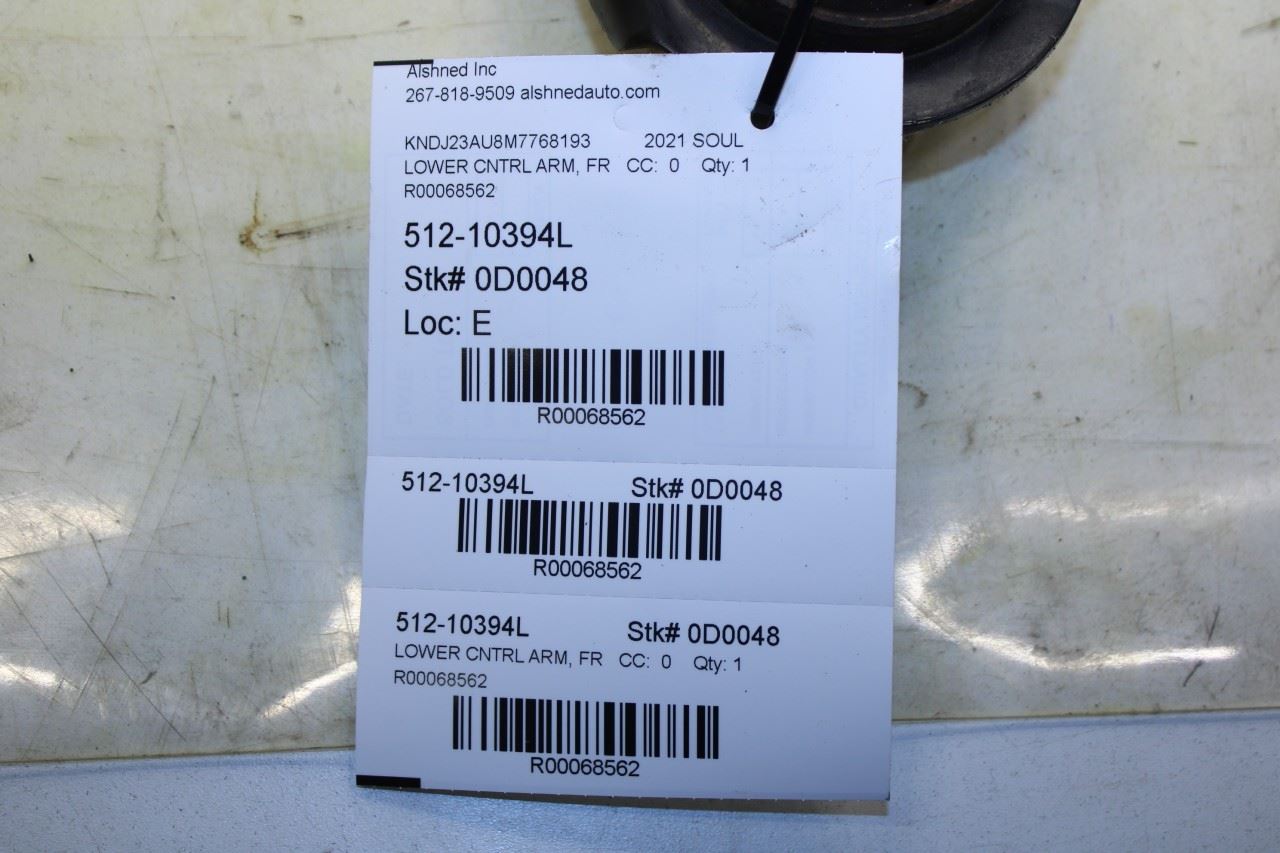 Alshned Inc
267-818-9509 alshnedauto.com
KNDJ23AU8M7768193 2021 SOUL
LOWER CNTRL ARM, FR CC: 0 Qty: 1
R00068562
512-10394L
Stk# 0D0048
Loc: E
R00068562
512-10394L Stk# 0D0048
R00068562
512-10394L Stk# 0D0048
LOWER CNTRL ARM, FR CC: 0 Qty: 1
R00068562
R00068562